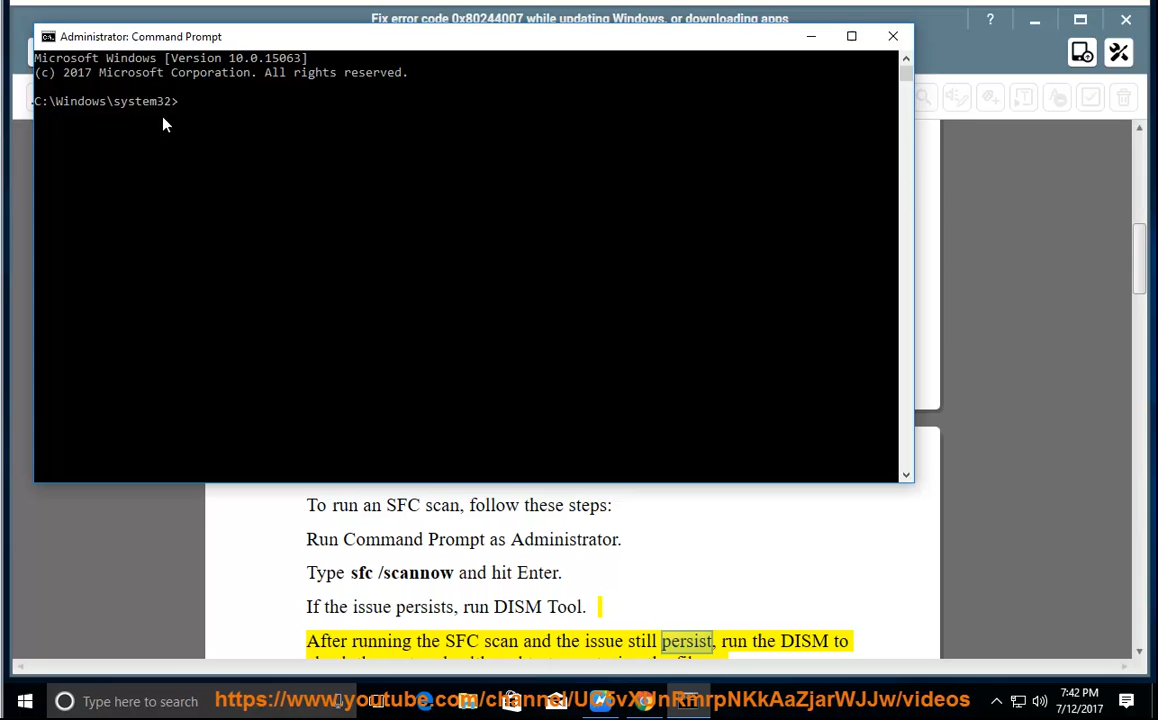 Fix error code 0x80244007 while updating Windows, or downloading apps
Administrator: Command Prompt
Microsoft Windows [Version 10.0.15063]
(c) 2017 Microsoft Corporation. All rights reserved.
C:\Windows\system32>
To run an SFC scan, follow these steps:
Run Command Prompt as Administrator.
Type sfc /scannow and hit Enter.
If the issue persists, run DISM Tool.
After running the SFC scan and the issue still persist, run the DISM to
Type here to search
7:42 PM
7/12/2017